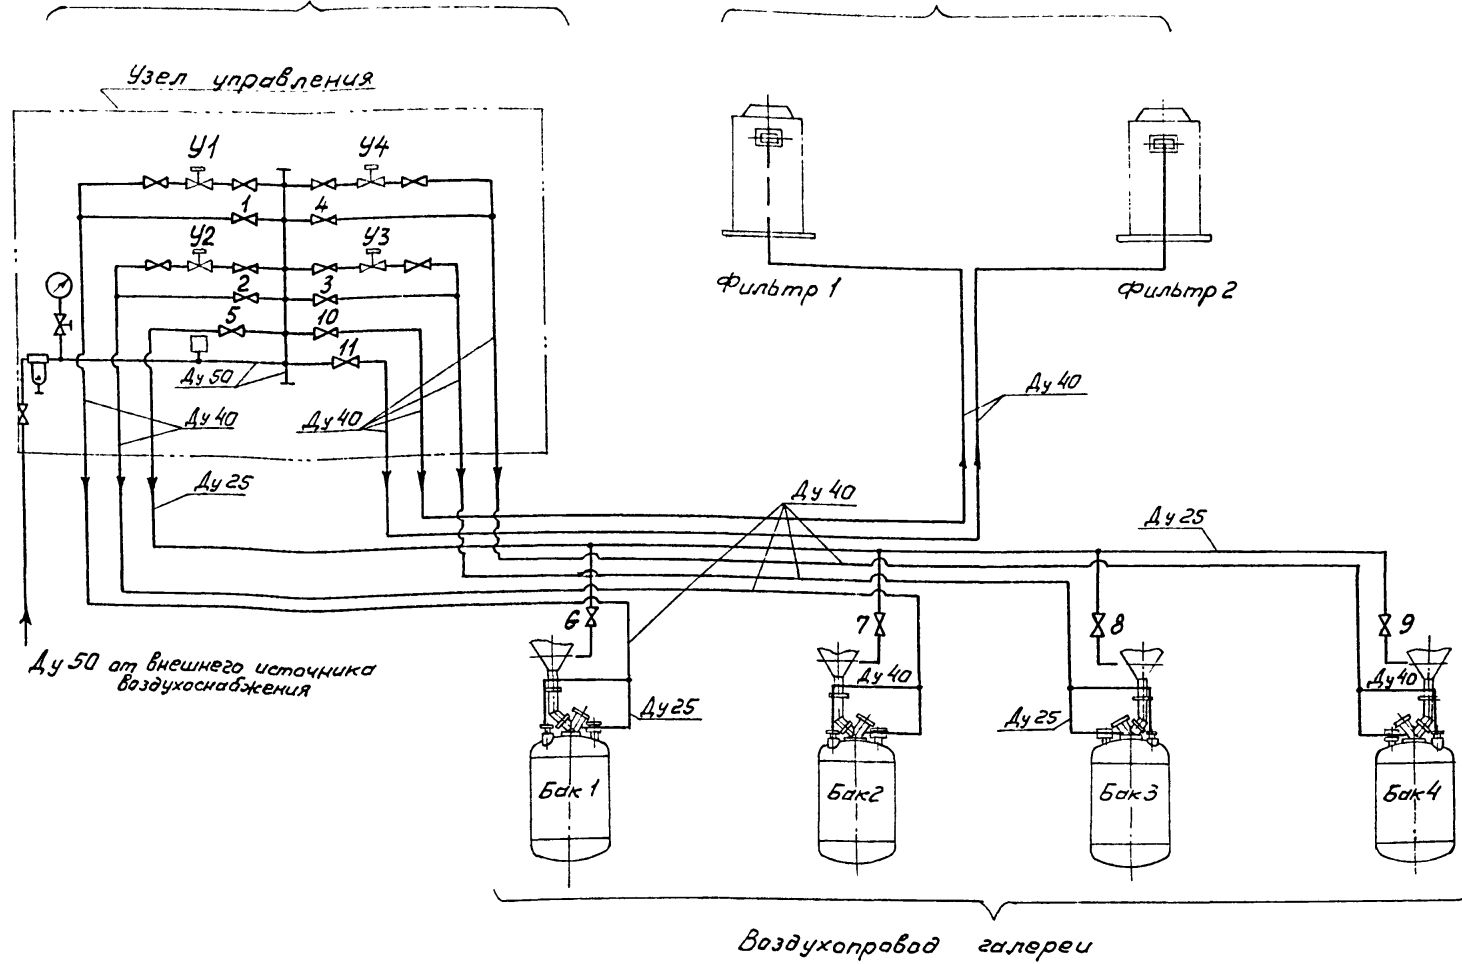 Узел управления
У1
У4
1
4
У2
У3
2
3
5
10
11
Ду 50
Ду 40
Ду 40
Ду 25
Фильтр 1
Фильтр 2
Ду 40
Ду 40
Ду 25
6
7
8
9
Ду 50 от внешнего источника
воздухоснабжения
Ду 40
Ду 40
Ду 25
Ду 25
Бак 1
Бак 2
Бак 3
Бак 4
Воздухопровод галереи